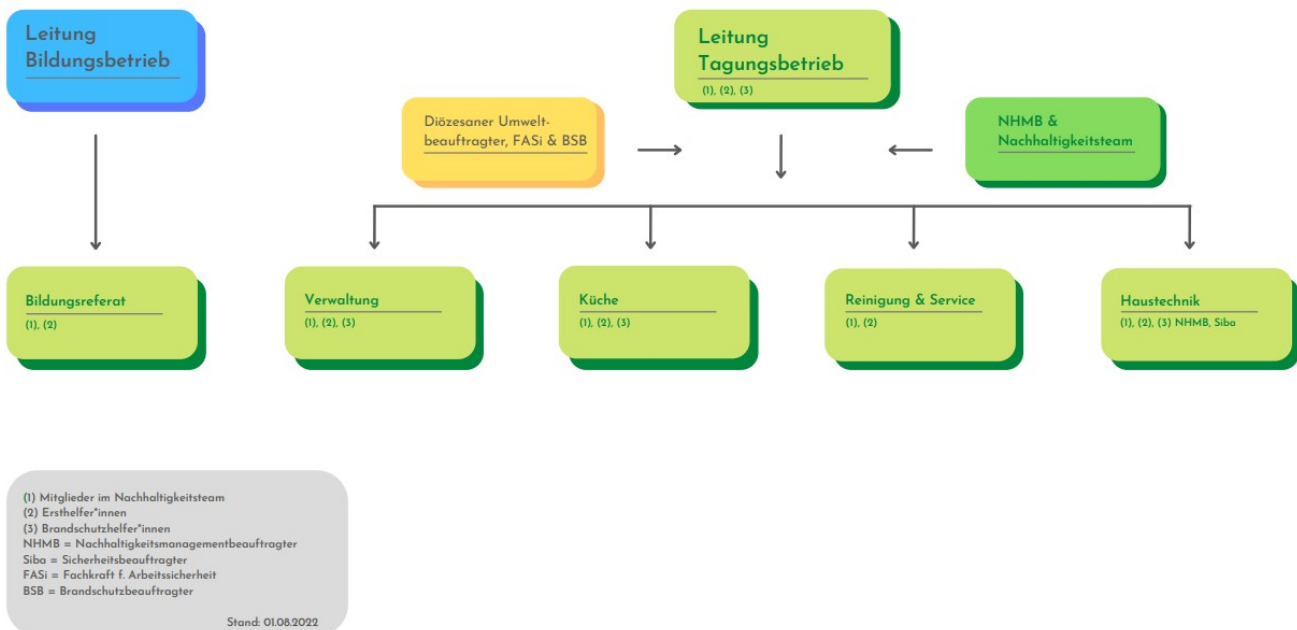 Leitung
Bildungsbetrieb
Leitung
Tagungsbetrieb
(1), (2), (3)
Diözesaner Umwelt-
beauftragter, FASi & BSB
NHMB &
Nachhaltigkeitsteam
Bildungsreferat
(1), (2)
Verwaltung
(1), (2), (3)
Küche
(1), (2), (3)
Reinigung & Service
(1), (2)
Haustechnik
(1), (2), (3) NHMB, Siba
(1) Mitglieder im Nachhaltigkeitsteam
(2) Ersthelfer*innen
(3) Brandschutzhelfer*innen
NHMB = Nachhaltigkeitsmanagementbeauftragter
Siba = Sicherheitsbeauftragter
FASi = Fachkraft f. Arbeitssicherheit
BSB = Brandschutzbeauftragter
Stand: 01.08.2022